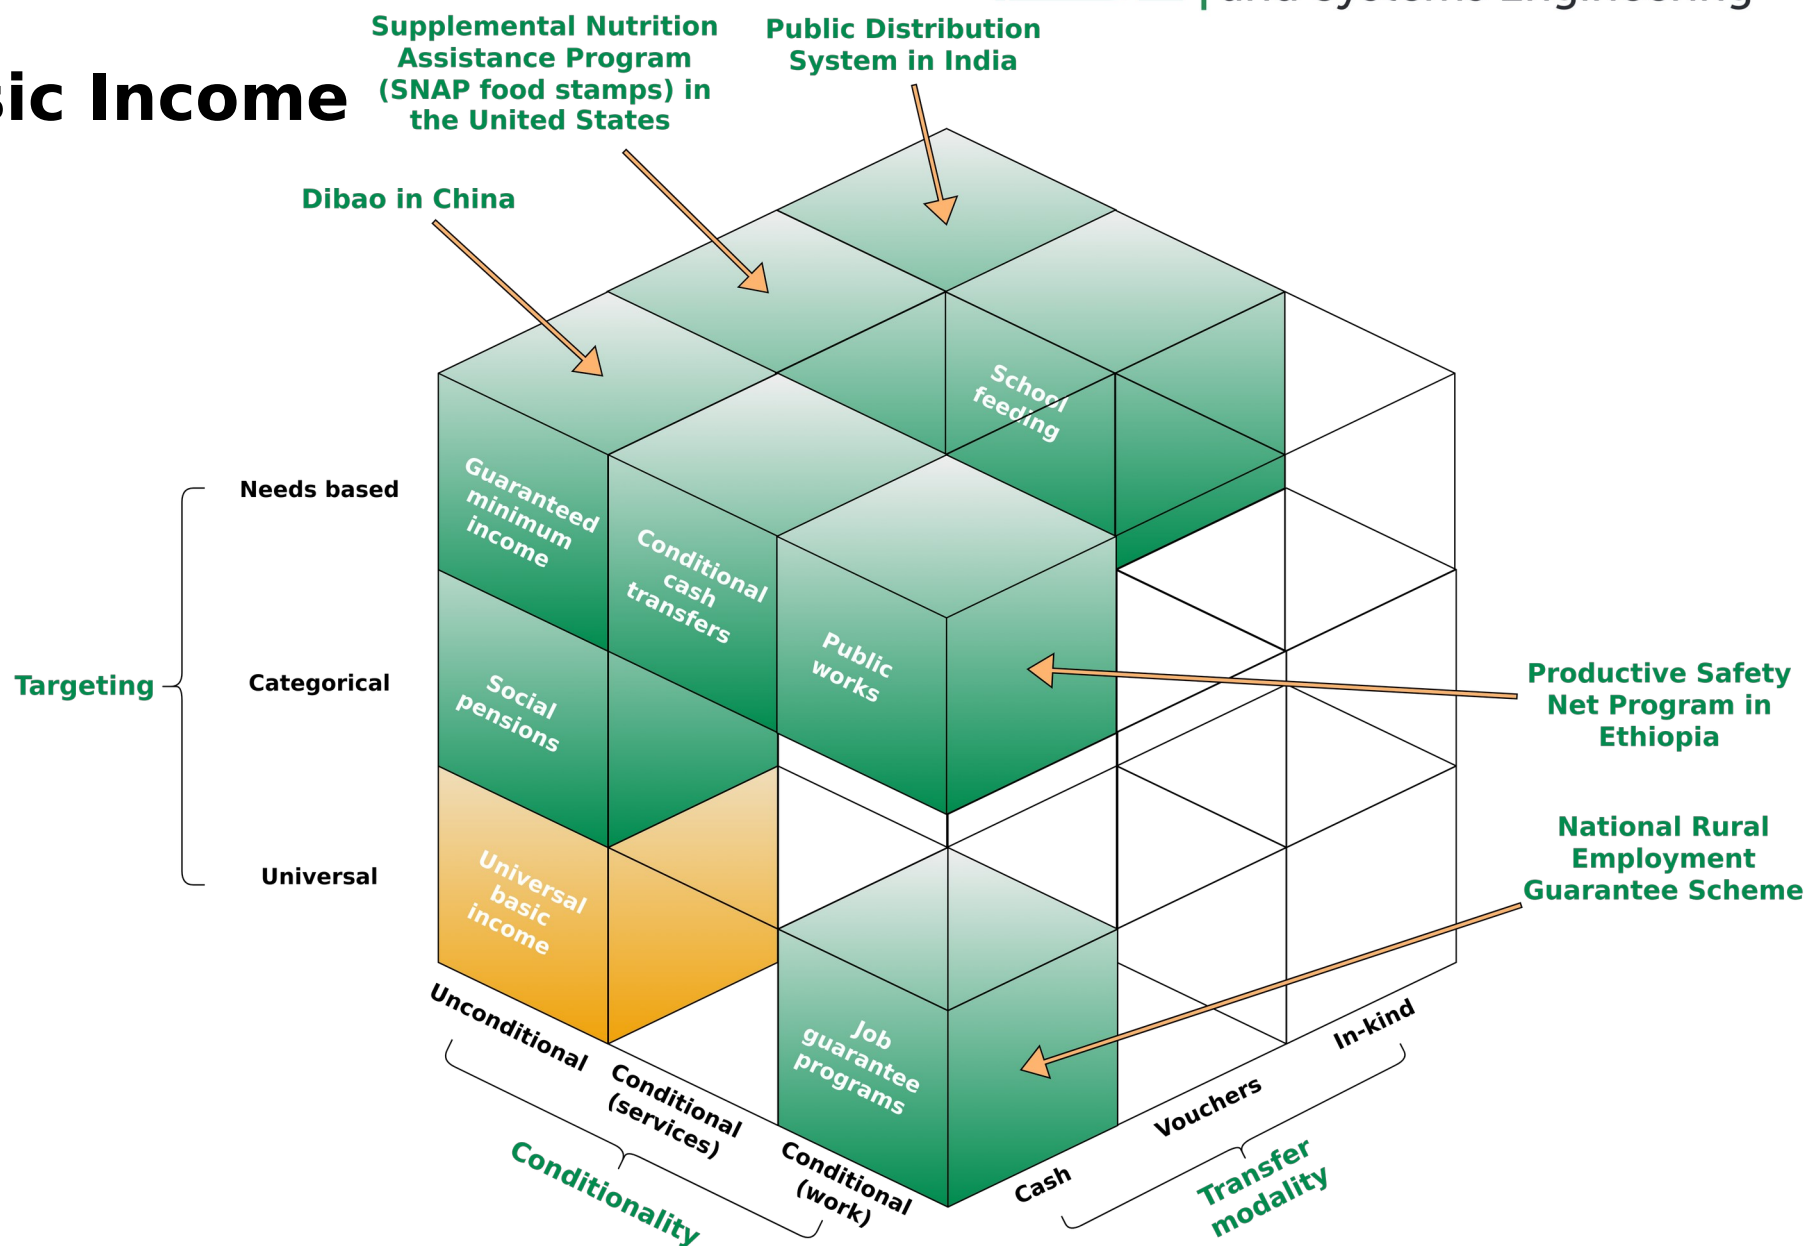 and Systems Engineering
sic Income
Supplemental Nutrition
Assistance Program
(SNAP food stamps) in
the United States
Public Distribution
System in India
Dibao in China
School
feeding
Guaranteed
minimum
income
Conditional
cash
transfers
Public
works
Social
pensions
Universal
basic
income
Job
guarantee
programs
Needs based
Categorical
Universal
Targeting
Productive Safety
Net Program in
Ethiopia
National Rural
Employment
Guarantee Scheme
Unconditional
Conditional
(services)
Conditional
(work)
Conditionality
Cash
Vouchers
In-kind
Transfer
modality